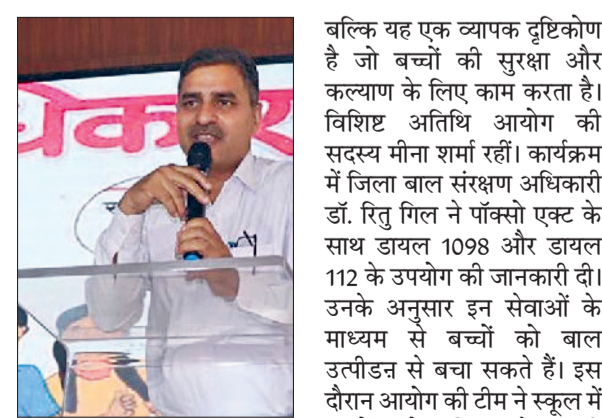 धिकार
बल्कि यह एक व्यापक दृष्टिकोण
है जो बच्चों की सुरक्षा और
कल्याण के लिए काम करता है।
विशिष्ट अतिथि आयोग की
सदस्य मीना शर्मा रहीं। कार्यक्रम
में जिला बाल संरक्षण अधिकारी
डॉ. रितु गिल ने पॉक्सो एक्ट के
साथ डायल 1098 और डायल
112 के उपयोग की जानकारी दी।
उनके अनुसार इन सेवाओं के
माध्यम से बच्चों को बाल
उत्पीडऩ से बचा सकते हैं। इस
दौरान आयोग की टीम ने स्कूल में